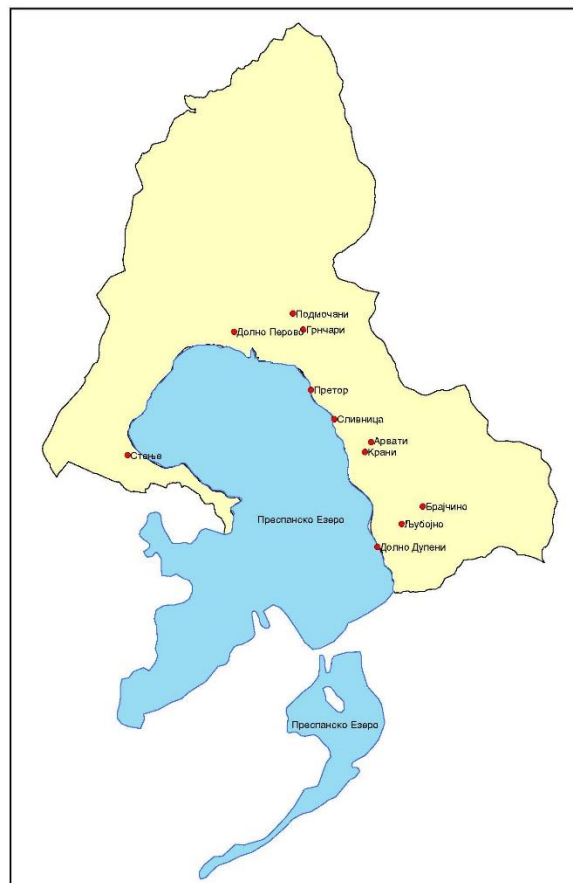 Подмочани
Долно Перово
Грнчари
Претор
Сливница
Арвати
Крани
Стење
Брајчино
Преспанско Езеро
Љубојно
Долно Дупени
Преспанско Езеро